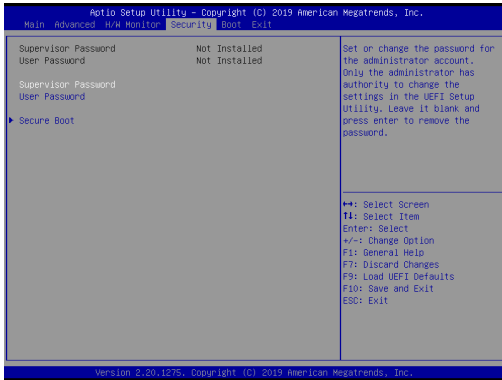 Aptio Setup Utility – Copyright (C) 2019 American Megatrends, Inc.
Main Advanced H/W Monitor Security Boot Exit
Supervisor Password Not Installed
User Password Not Installed
Supervisor Password
User Password
Secure Boot
Set or change the password for
the administrator account.
Only the administrator has
authority to change the
settings in the UEFI Setup
Utility. Leave it blank and
press enter to remove the
password.
↔: Select Screen
↑↓: Select Item
Enter: Select
+/-: Change Option
F1: General Help
F7: Discard Changes
F9: Load UEFI Defaults
F10: Save and Exit
ESC: Exit
Version 2.20.1275. Copyright (C) 2019 American Megatrends, Inc.